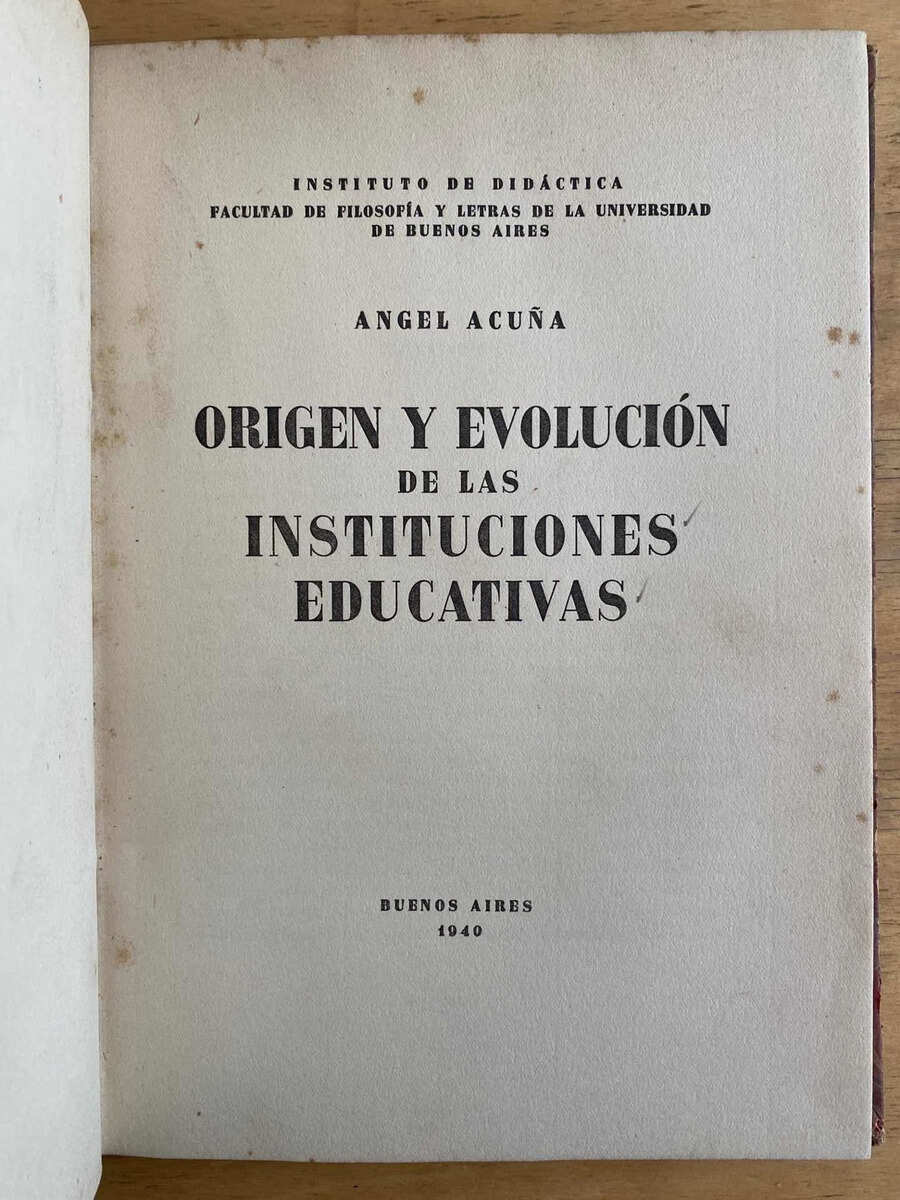 INSTITUTO DE DIDÁCTICA
FACULTAD DE FILOSOFÍA Y LETRAS DE LA UNIVERSIDAD
DE BUENOS AIRES
ANGEL ACUÑA
ORIGEN Y EVOLUCIÓN
DE LAS
INSTITUCIONES
EDUCATIVAS
BUENOS AIRES
1940